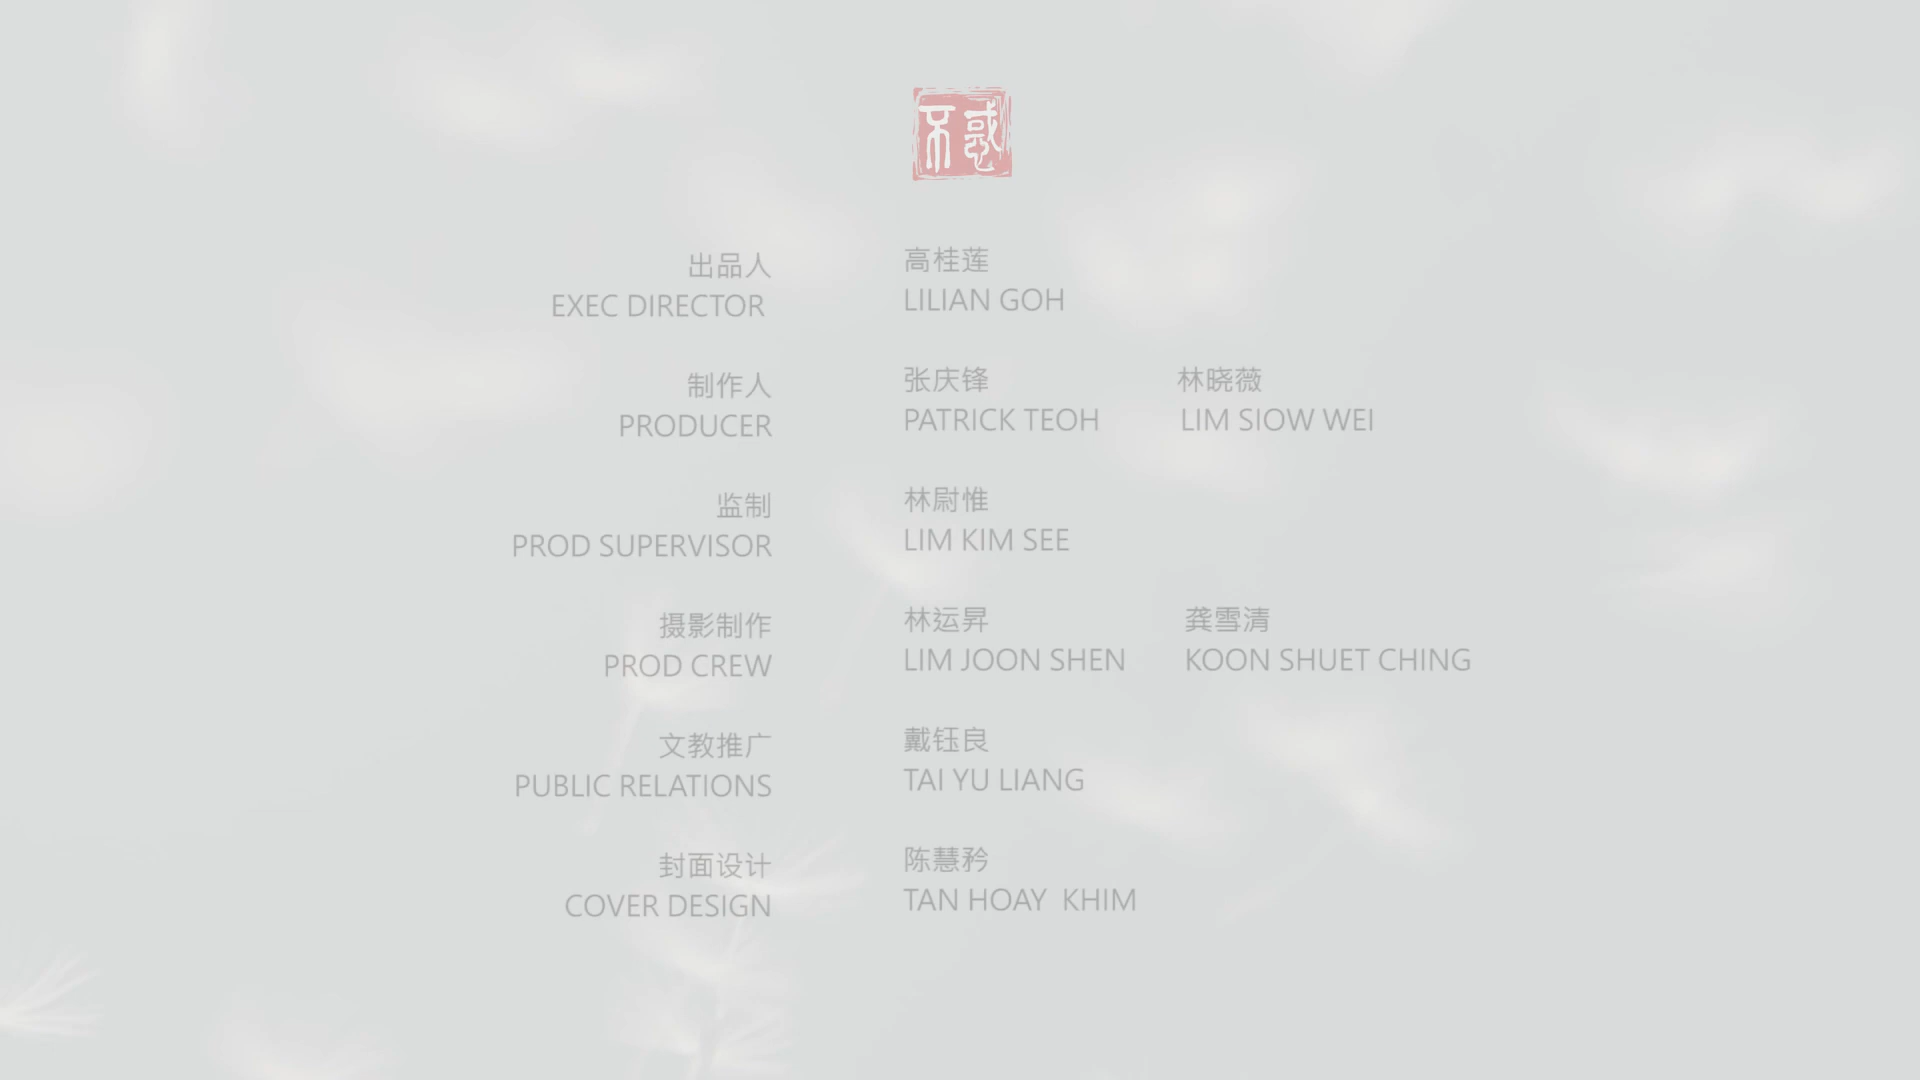 不惑
出品人 高桂莲
EXEC DIRECTOR LILIAN GOH
制作人 张庆锋 林晓薇
PRODUCER PATRICK TEOH LIM SIOW WEI
监制 林尉惟
PROD SUPERVISOR LIM KIM SEE
摄影制作 林运昇 龚雪清
PROD CREW LIM JOON SHEN KOON SHUET CHING
文教推广 戴钰良
PUBLIC RELATIONS TAI YU LIANG
封面设计 陈慧矜
COVER DESIGN TAN HOAY KHIM